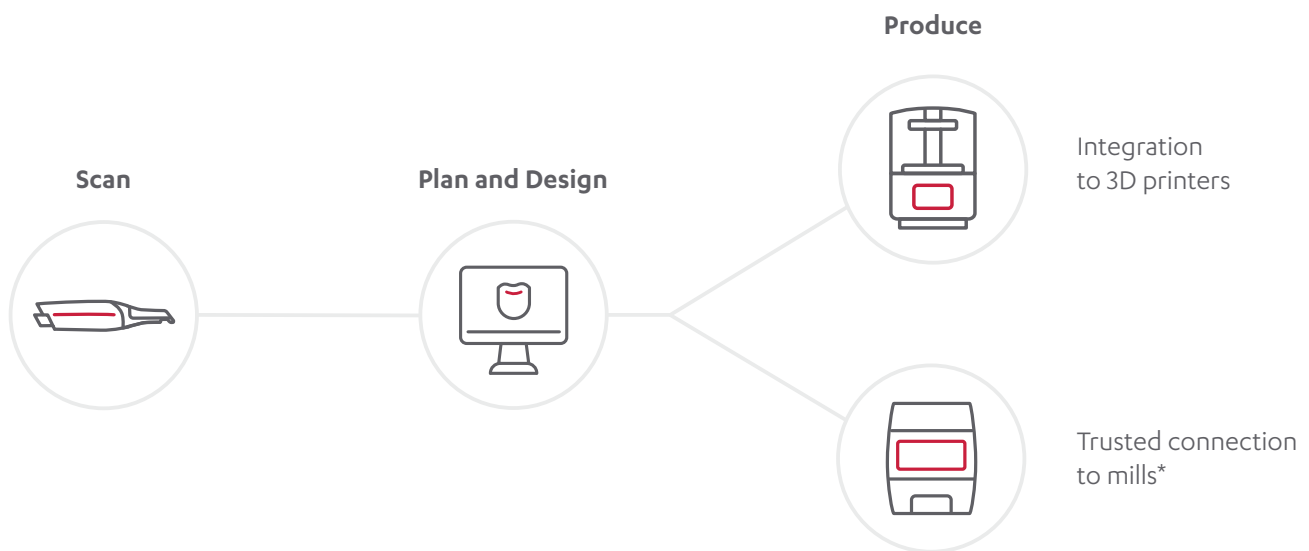 Produce
Scan
Plan and Design
Integration
to 3D printers
Trusted connection
to mills*